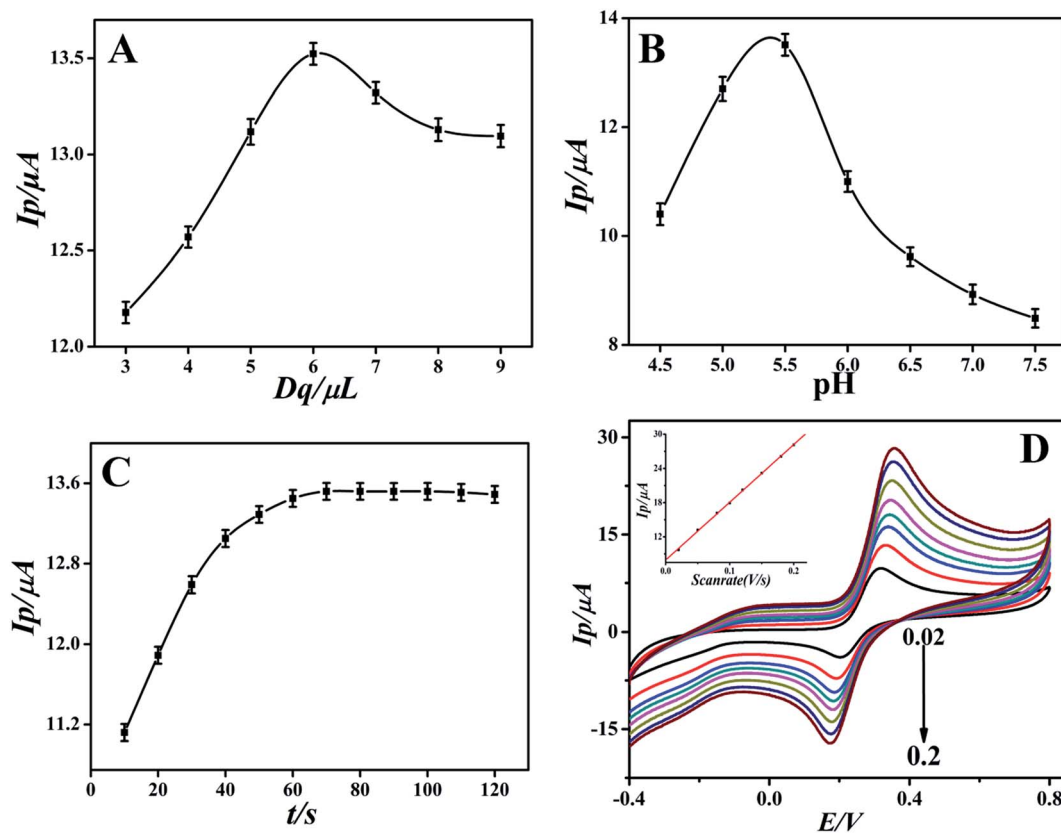 A
Ip/μA
13.5
13.0
12.5
12.0
3 4 5 6 7 8 9
Dq/μL
B
Ip/μA
14
12
10
8
4.5 5.0 5.5 6.0 6.5 7.0 7.5
pH
C
Ip/μA
13.6
12.8
12.0
11.2
0 20 40 60 80 100 120
t/s
D
Ip/μA
30
15
0
-15
-0.4 0.0 0.4 0.8
E/V
0.02
0.2
Ip/μA
30
24
18
12
0.0 0.1 0.2
Scanrate(V/s)